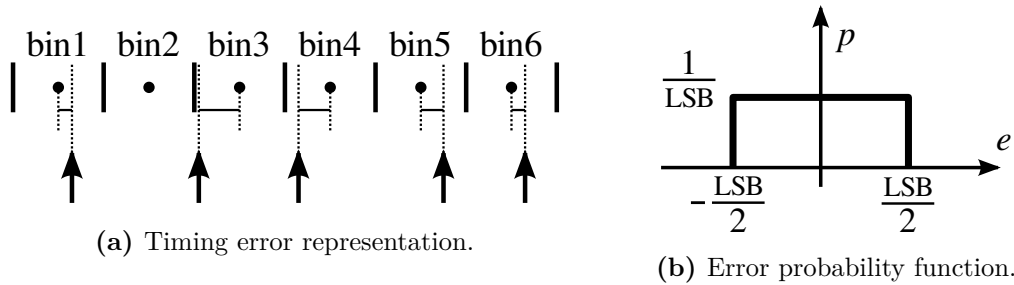 bin1 bin2 bin3 bin4 bin5 bin6
(a) Timing error representation.
p
1
LSB
e
- LSB
2
LSB
2
(b) Error probability function.